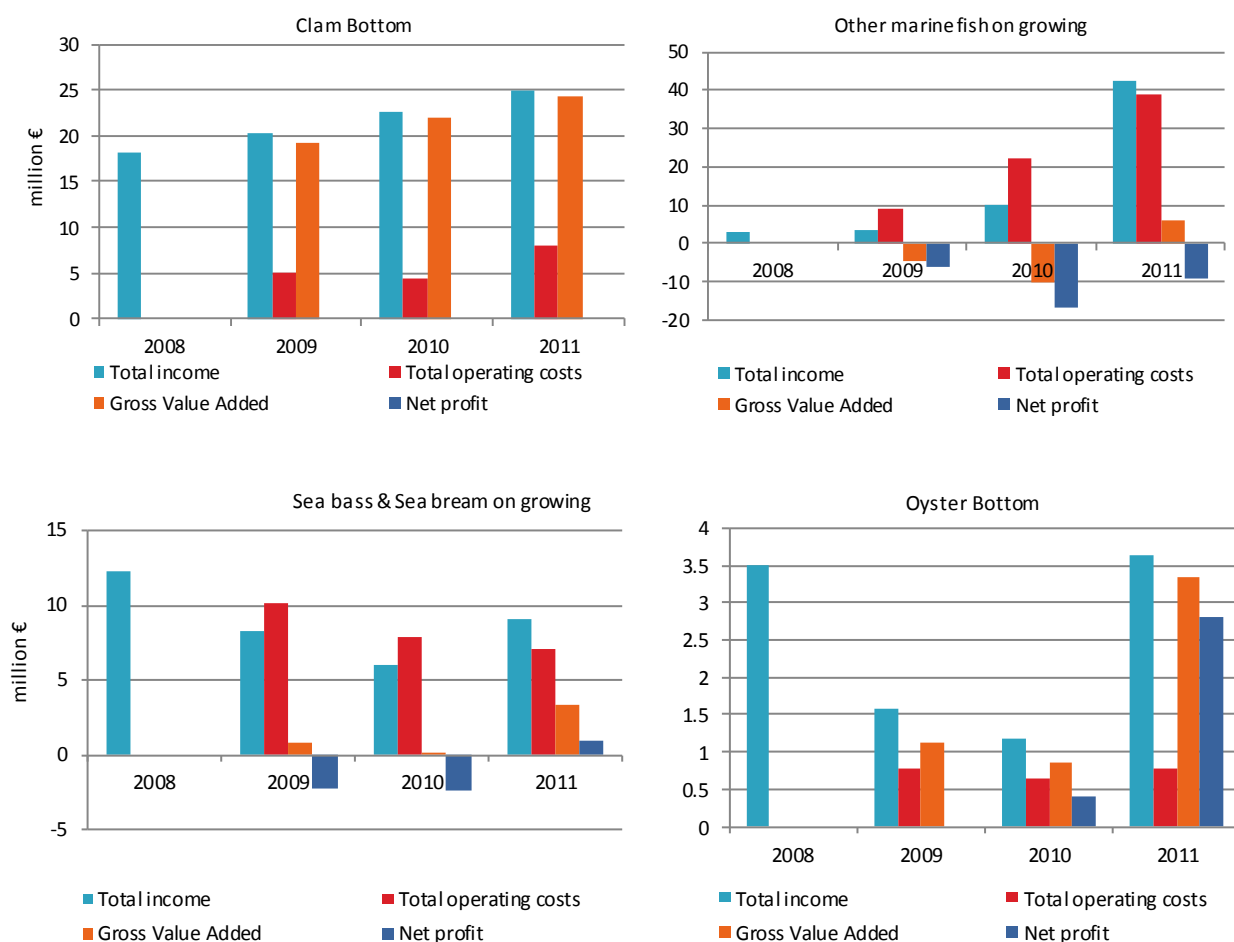 Clam Bottom
30
25
20
15
10
5
0
million €
2008 2009 2010 2011
Total income Total operating costs
Gross Value Added Net profit
Other marine fish on growing
50
40
30
20
10
0
-10
-20
2008 2009 2010 2011
Total income Total operating costs
Gross Value Added Net profit
Sea bass & Sea bream on growing
15
10
5
0
-5
million €
2008 2009 2010 2011
Total income Total operating costs
Gross Value Added Net profit
Oyster Bottom
4
3.5
3
2.5
2
1.5
1
0.5
0
2008 2009 2010 2011
Total income Total operating costs
Gross Value Added Net profit